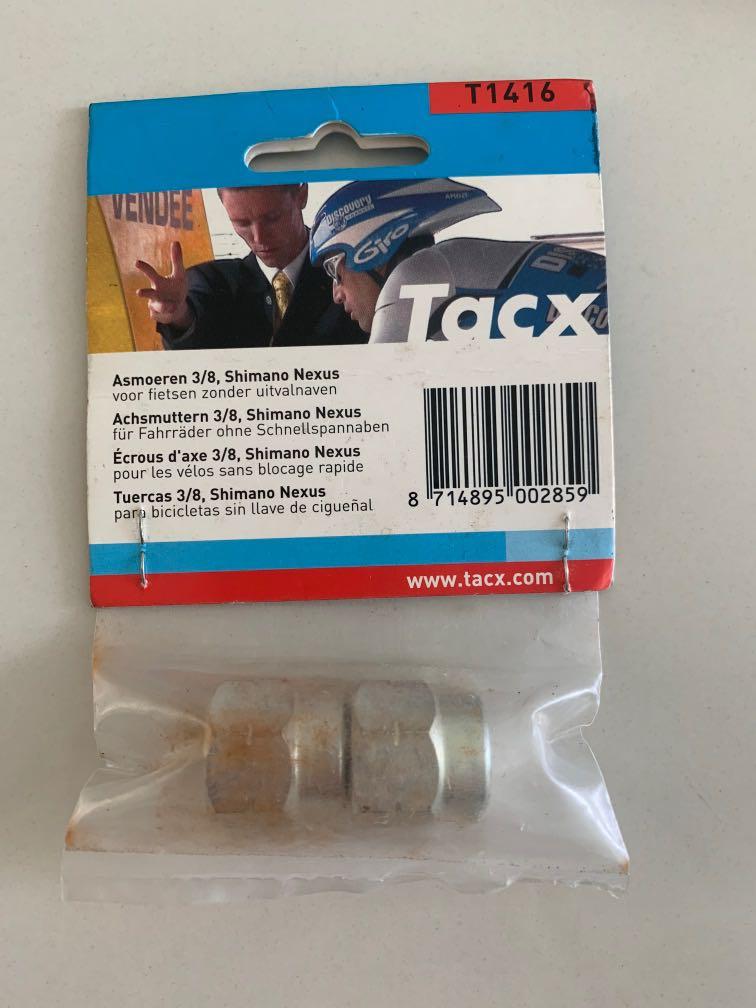 T1416
VENDEE
Discovery
Giro
Tacx
Asmoeren 3/8, Shimano Nexus
voor fietsen zonder uitvalnaven
Achsmuttern 3/8, Shimano Nexus
für Fahrräder ohne Schnellspannaben
Écrous d'axe 3/8, Shimano Nexus
pour les vélos sans blocage rapide
Tuercas 3/8, Shimano Nexus
para bicicletas sin llave de cigueñal
8 714895 002859
www.tacx.com